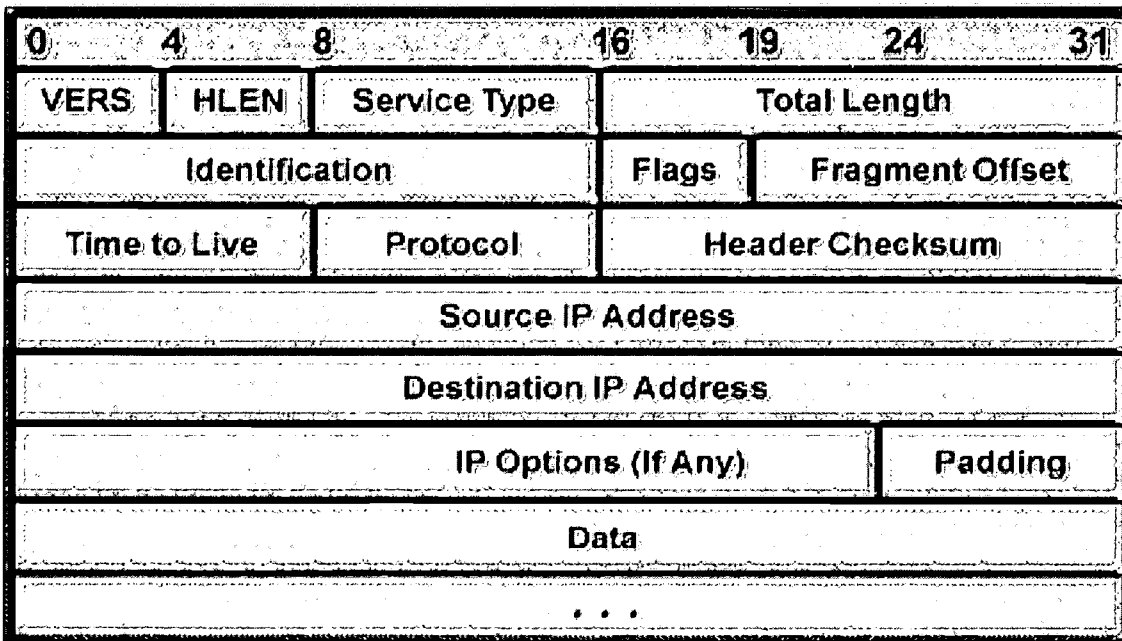 0 4 8 16 19 24 31
VERS HLEN Service Type Total Length
Identification Flags Fragment Offset
Time to Live Protocol Header Checksum
Source IP Address
Destination IP Address
IP Options (If Any) Padding
Data
. . .